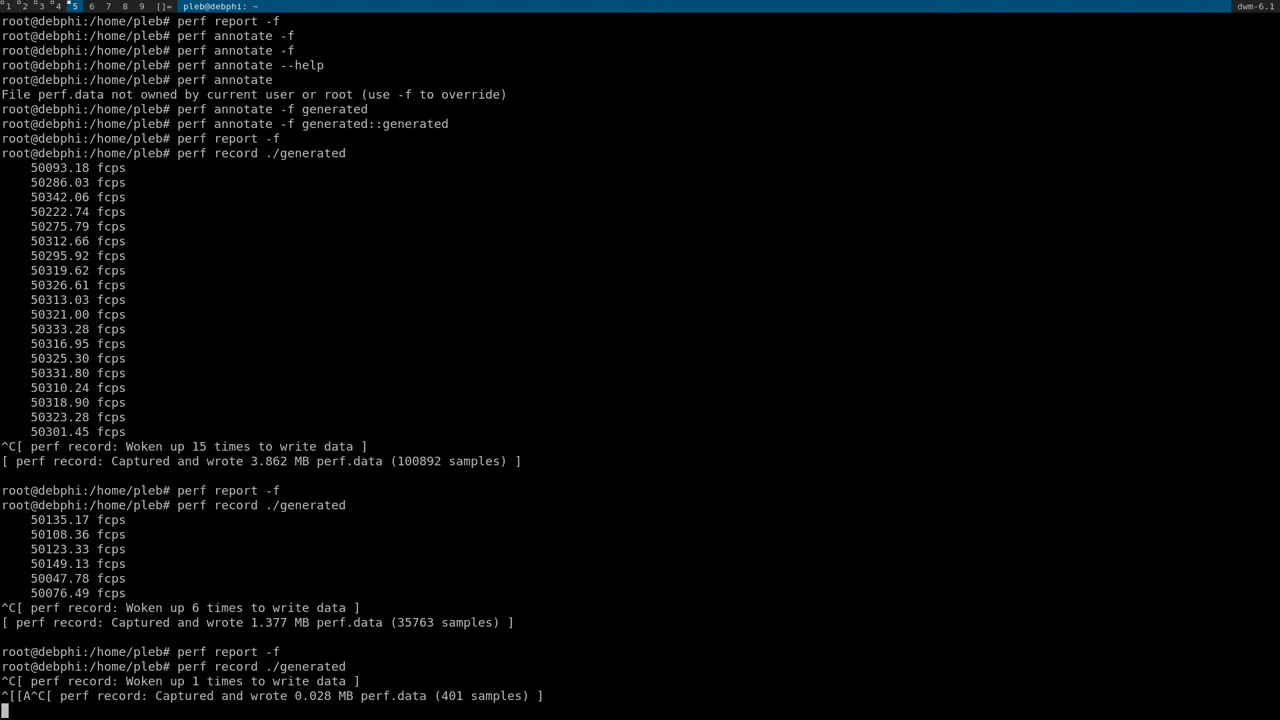 1 2 3 4 5 6 7 8 9 []= pleb@debphi: ~ dwm-6.1
root@debphi:/home/pleb# perf report -f
root@debphi:/home/pleb# perf annotate -f
root@debphi:/home/pleb# perf annotate -f
root@debphi:/home/pleb# perf annotate --help
root@debphi:/home/pleb# perf annotate
File perf.data not owned by current user or root (use -f to override)
root@debphi:/home/pleb# perf annotate -f generated
root@debphi:/home/pleb# perf annotate -f generated::generated
root@debphi:/home/pleb# perf report -f
root@debphi:/home/pleb# perf record ./generated
50093.18 fcps
50286.03 fcps
50342.06 fcps
50222.74 fcps
50275.79 fcps
50312.66 fcps
50295.92 fcps
50319.62 fcps
50326.61 fcps
50313.03 fcps
50321.00 fcps
50333.28 fcps
50316.95 fcps
50325.30 fcps
50331.80 fcps
50310.24 fcps
50318.90 fcps
50323.28 fcps
50301.45 fcps
^C[ perf record: Woken up 15 times to write data ]
[ perf record: Captured and wrote 3.862 MB perf.data (100892 samples) ]
root@debphi:/home/pleb# perf report -f
root@debphi:/home/pleb# perf record ./generated
50135.17 fcps
50108.36 fcps
50123.33 fcps
50149.13 fcps
50047.78 fcps
50076.49 fcps
^C[ perf record: Woken up 6 times to write data ]
[ perf record: Captured and wrote 1.377 MB perf.data (35763 samples) ]
root@debphi:/home/pleb# perf report -f
root@debphi:/home/pleb# perf record ./generated
^C[ perf record: Woken up 1 times to write data ]
^[[A^C[ perf record: Captured and wrote 0.028 MB perf.data (401 samples) ]